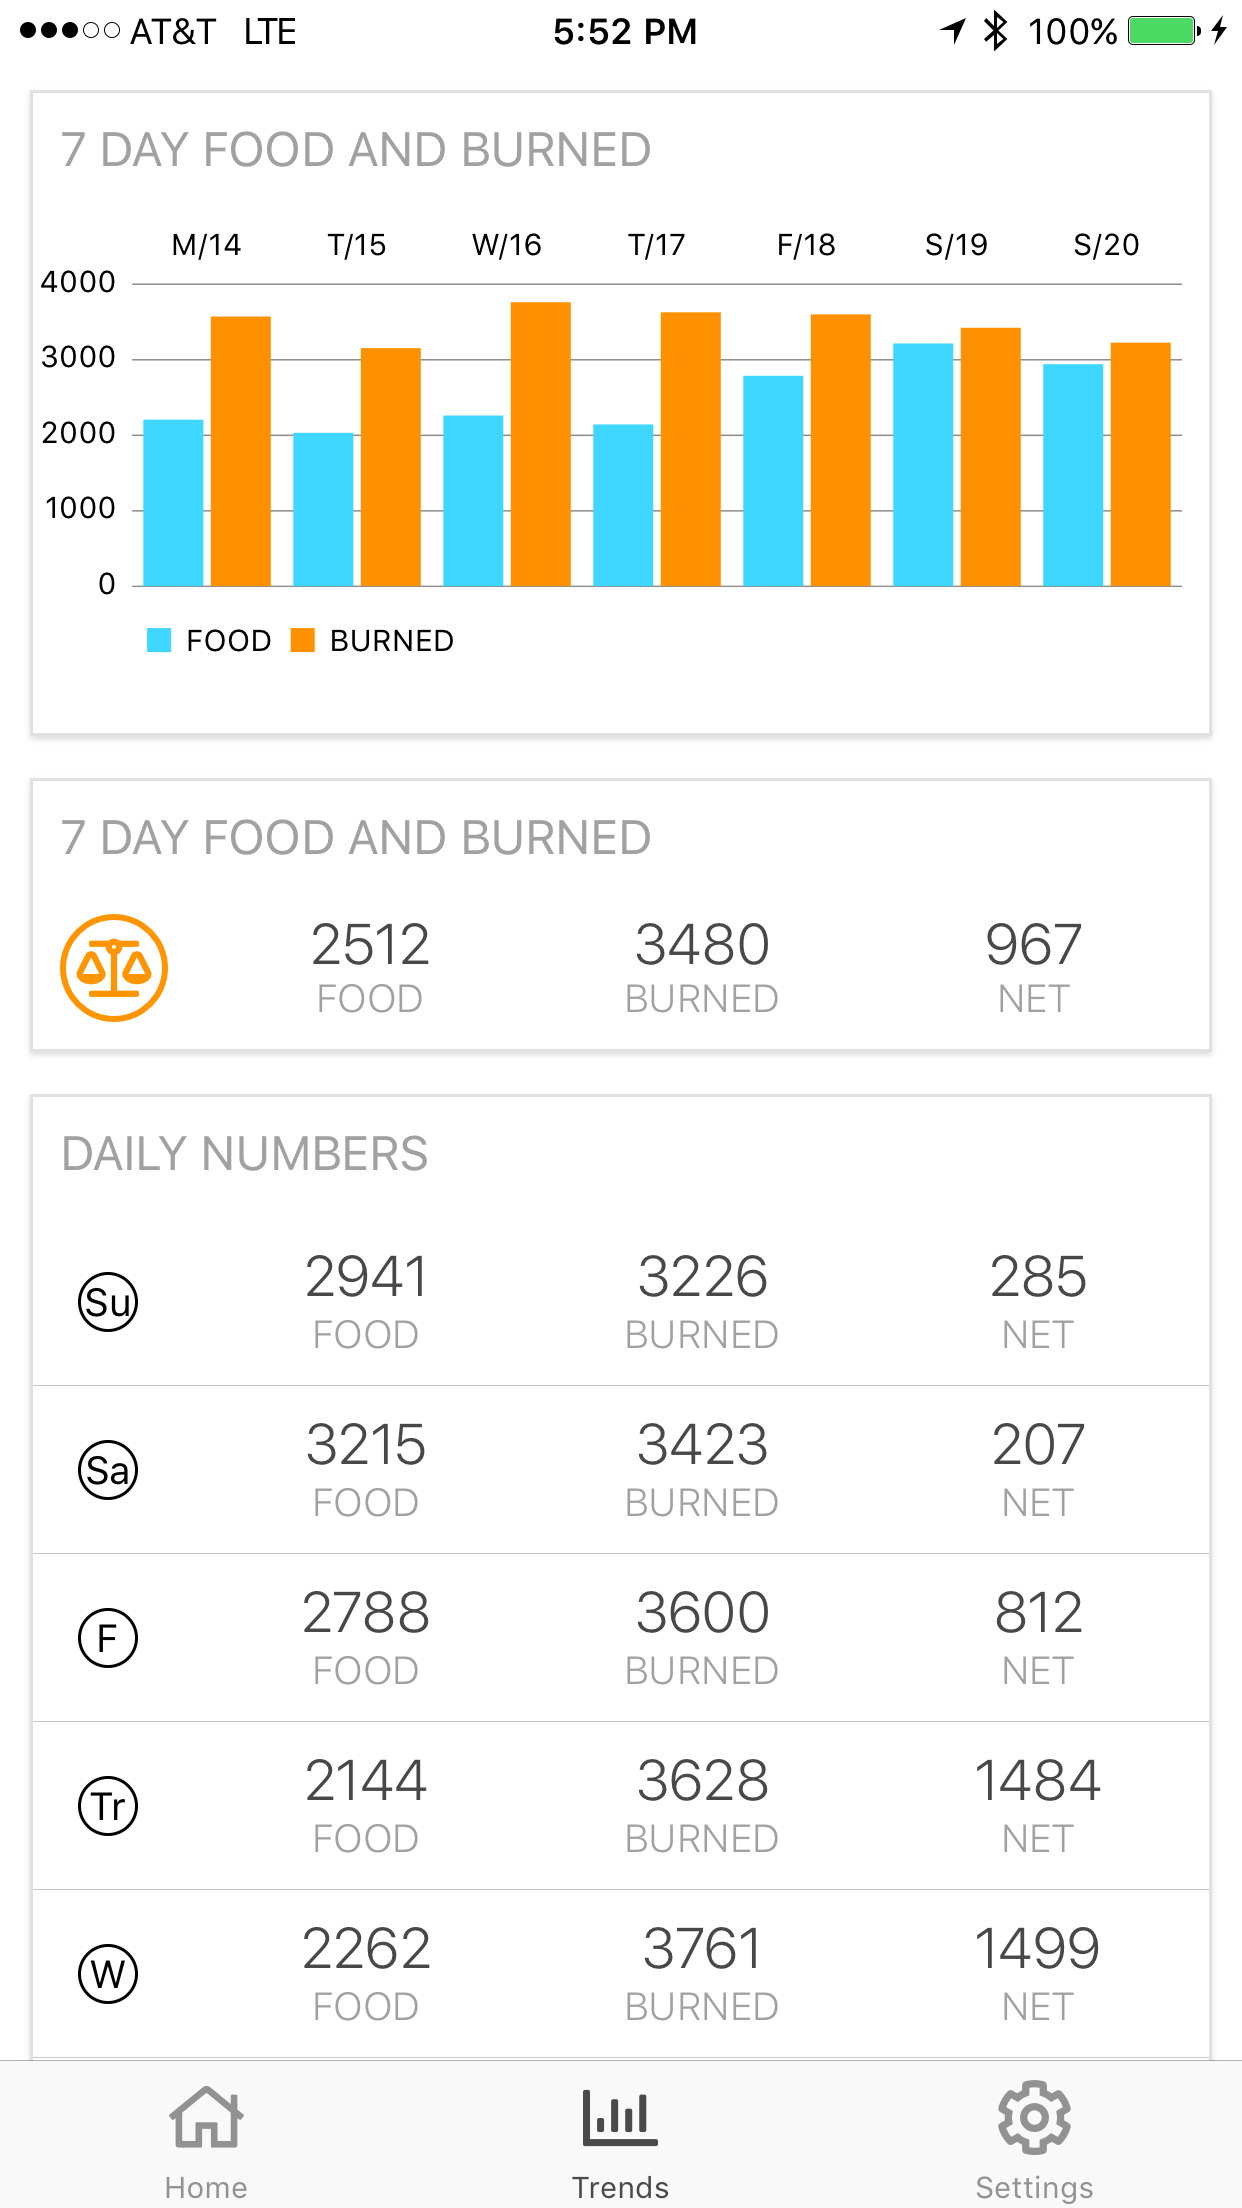 AT&T LTE 5:52 PM 100%
7 DAY FOOD AND BURNED
M/14 T/15 W/16 T/17 F/18 S/19 S/20
4000
3000
2000
1000
0
FOOD BURNED
7 DAY FOOD AND BURNED
2512 3480 967
FOOD BURNED NET
DAILY NUMBERS
Su
2941 3226 285
FOOD BURNED NET
Sa
3215 3423 207
FOOD BURNED NET
F
2788 3600 812
FOOD BURNED NET
Tr
2144 3628 1484
FOOD BURNED NET
W
2262 3761 1499
FOOD BURNED NET
Home Trends Settings